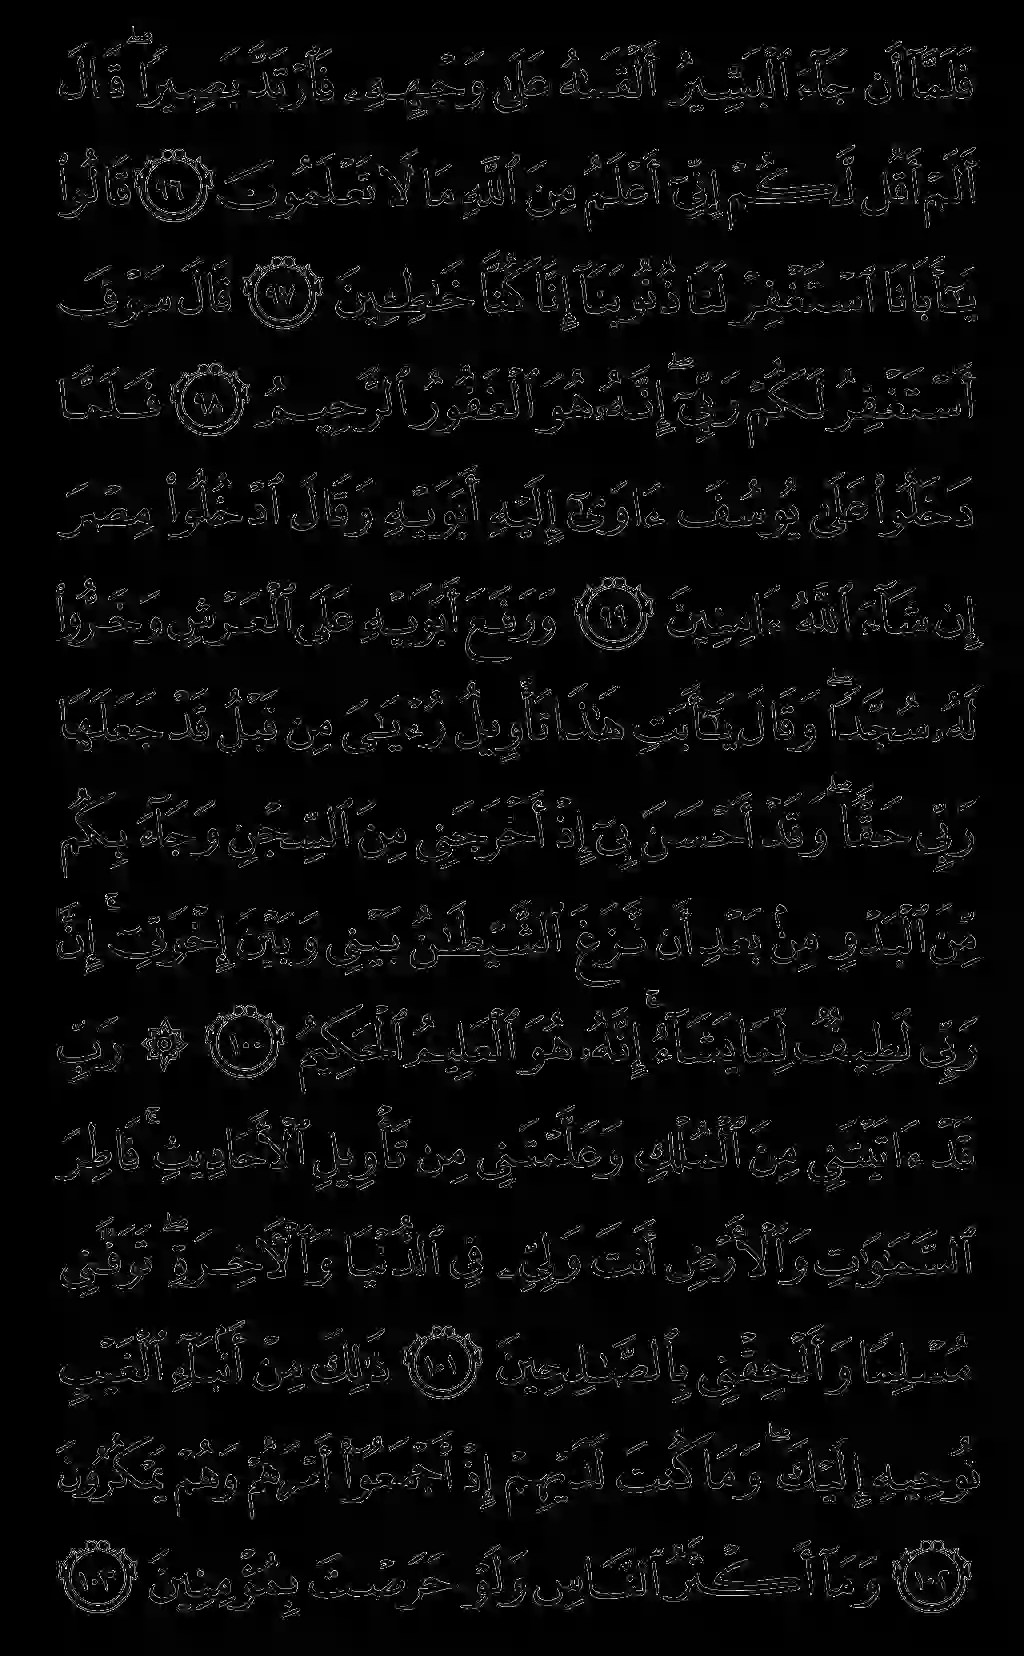 فَلَمَّآ أَن جَآءَ ٱلْبَشِيرُ أَلْقَىٰهُ عَلَىٰ وَجْهِهِۦ فَٱرْتَدَّ بَصِيرًاۖ قَالَ
أَلَمْ أَقُل لَّكُمْ إِنِّىٓ أَعْلَمُ مِنَ ٱللَّهِ مَا لَا تَعْلَمُونَ ٩٦ قَالُوا۟
يَـٰٓأَبَانَا ٱسْتَغْفِرْ لَنَا ذُنُوبَنَآ إِنَّا كُنَّا خَـٰطِـِٔينَ ٩٧ قَالَ سَوْفَ
أَسْتَغْفِرُ لَكُمْ رَبِّىٓۖ إِنَّهُۥ هُوَ ٱلْغَفُورُ ٱلرَّحِيمُ ٩٨ فَلَمَّا
دَخَلُوا۟ عَلَىٰ يُوسُفَ ءَاوَىٰٓ إِلَيْهِ أَبَوَيْهِ وَقَالَ ٱدْخُلُوا۟ مِصْرَ
إِن شَآءَ ٱللَّهُ ءَامِنِينَ ٩٩ وَرَفَعَ أَبَوَيْهِ عَلَى ٱلْعَرْشِ وَخَرُّوا۟
لَهُۥ سُجَّدًاۖ وَقَالَ يَـٰٓأَبَتِ هَـٰذَا تَأْوِيلُ رُءْيَـٰىَ مِن قَبْلُ قَدْ جَعَلَهَا
رَبِّى حَقًّاۖ وَقَدْ أَحْسَنَ بِىٓ إِذْ أَخْرَجَنِى مِنَ ٱلسِّجْنِ وَجَآءَ بِكُم
مِّنَ ٱلْبَدْوِ مِنۢ بَعْدِ أَن نَّزَغَ ٱلشَّيْطَـٰنُ بَيْنِى وَبَيْنَ إِخْوَتِىٓۚ إِنَّ
رَبِّى لَطِيفٌ لِّمَا يَشَآءُۚ إِنَّهُۥ هُوَ ٱلْعَلِيمُ ٱلْحَكِيمُ ١٠٠ ۞ رَبِّ
قَدْ ءَاتَيْتَنِى مِنَ ٱلْمُلْكِ وَعَلَّمْتَنِى مِن تَأْوِيلِ ٱلْأَحَادِيثِۚ فَاطِرَ
ٱلسَّمَـٰوَٰتِ وَٱلْأَرْضِ أَنتَ وَلِىِّۦ فِى ٱلدُّنْيَا وَٱلْـَٔاخِرَةِۖ تَوَفَّنِى
مُسْلِمًا وَأَلْحِقْنِى بِٱلصَّـٰلِحِينَ ١٠١ ذَٰلِكَ مِنْ أَنۢبَآءِ ٱلْغَيْبِ
نُوحِيهِ إِلَيْكَۖ وَمَا كُنتَ لَدَيْهِمْ إِذْ أَجْمَعُوٓا۟ أَمْرَهُمْ وَهُمْ يَمْكُرُونَ
١٠٢ وَمَآ أَكْثَرُ ٱلنَّاسِ وَلَوْ حَرَصْتَ بِمُؤْمِنِينَ ١٠٣